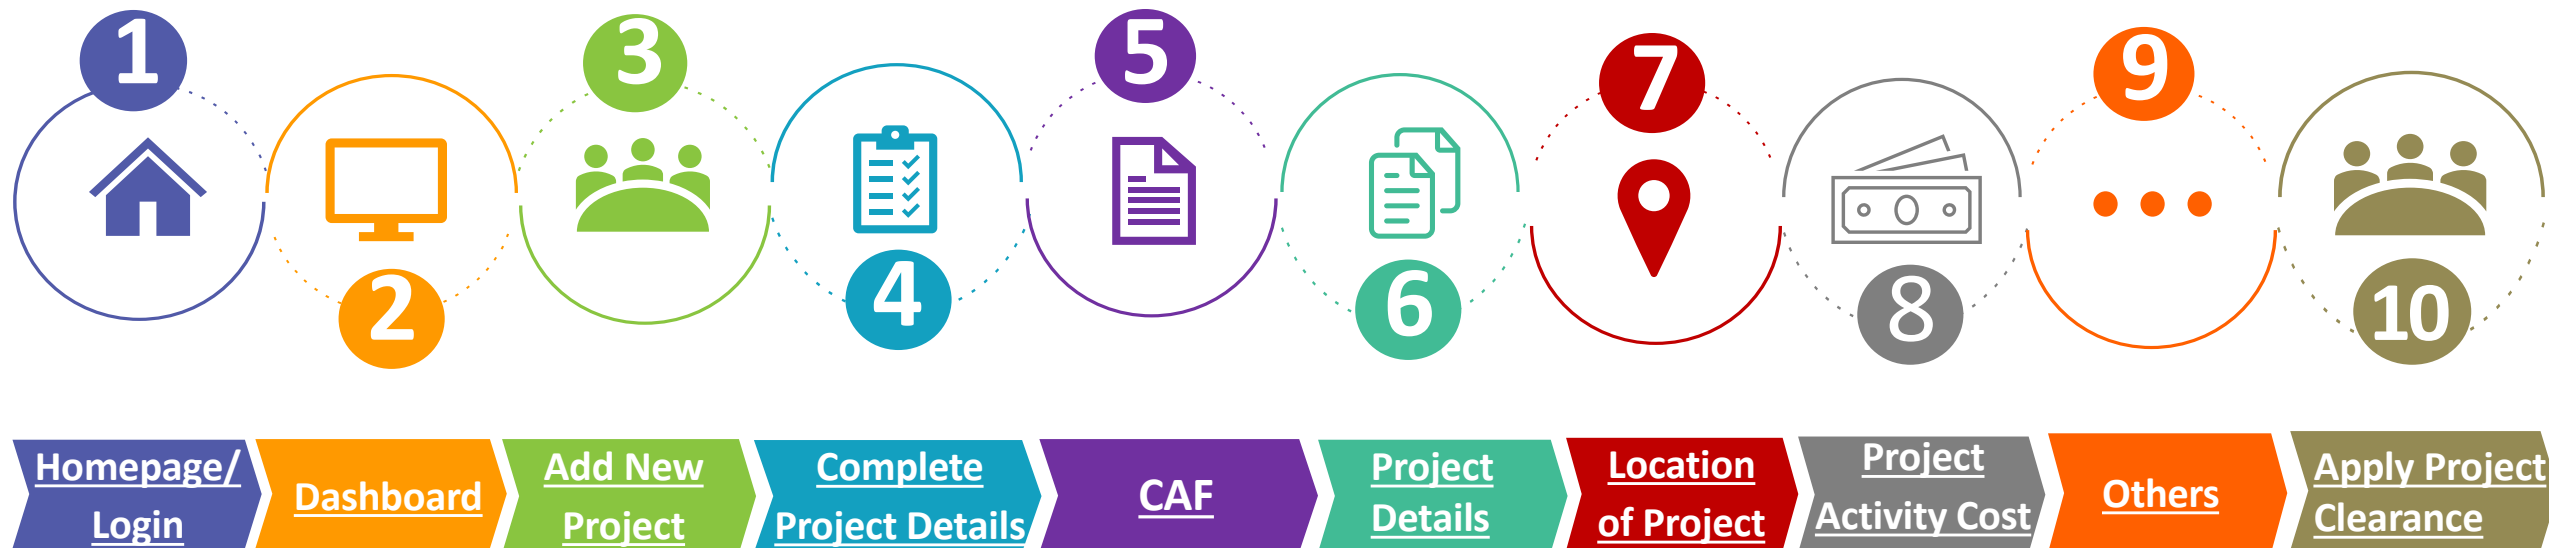 1
2
3
4
5
6
7
8
9
10
Homepage/
Login
Dashboard
Add New
Project
Complete
Project Details
CAF
Project
Details
Location
of Project
Project
Activity Cost
Others
Apply Project
Clearance